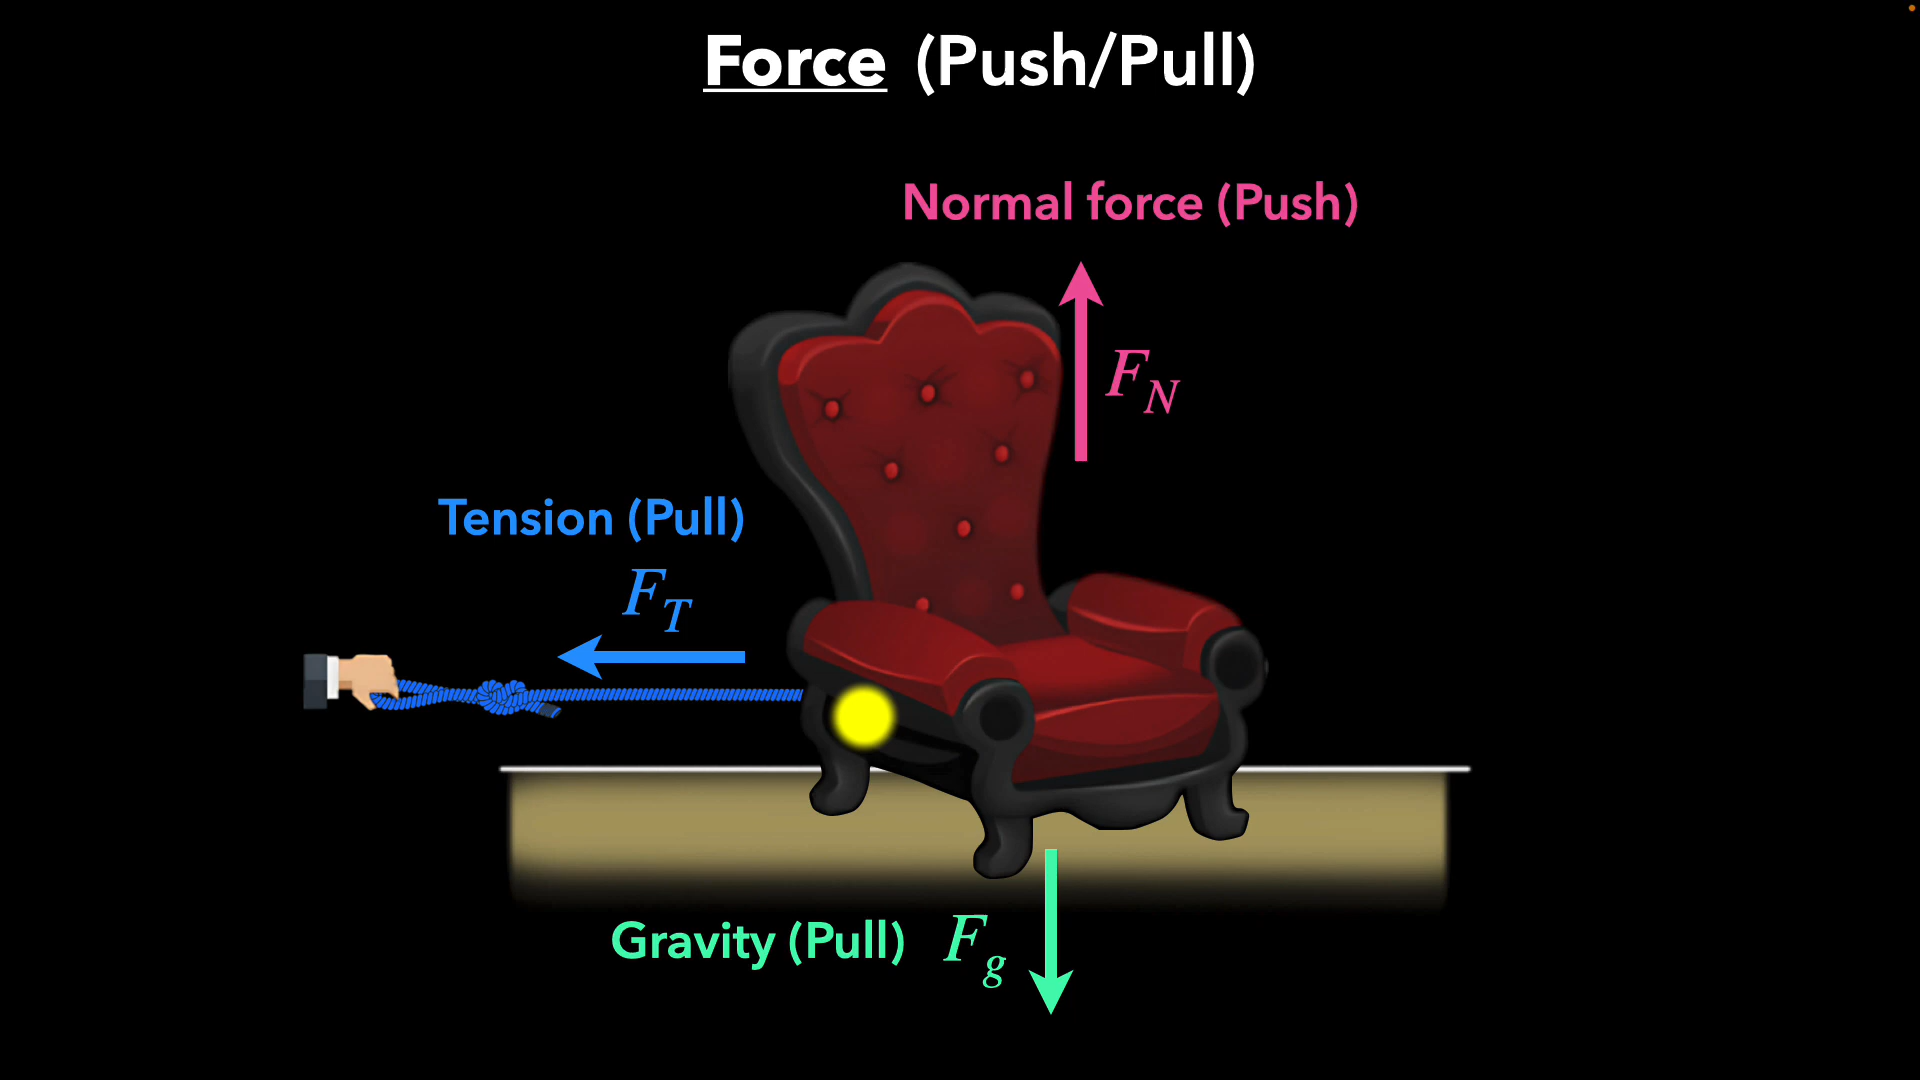 Force (Push/Pull)
Normal force (Push)
F_N
Tension (Pull)
F_T
Gravity (Pull) F_g